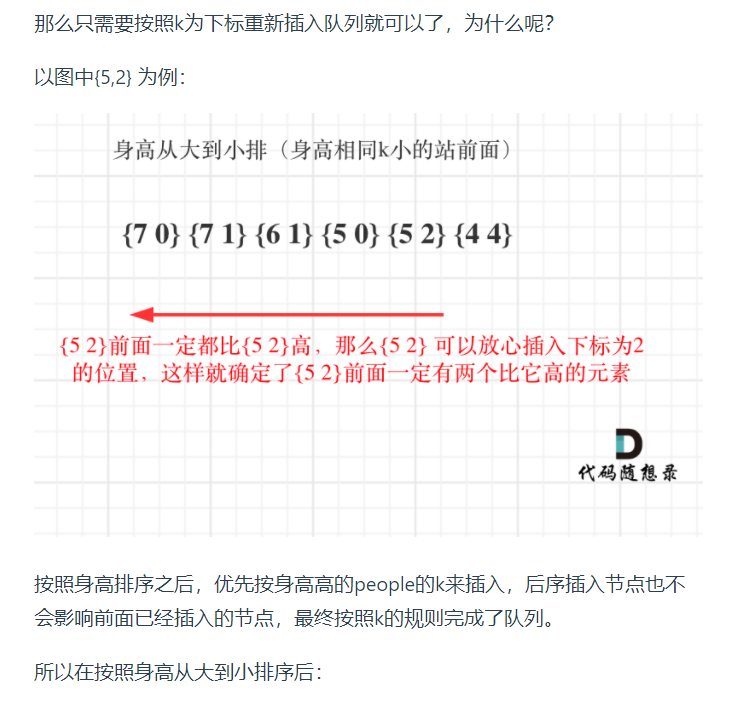 那么只需要按照k为下标重新插入队列就可以了，为什么呢？
以图中{5,2} 为例：
身高从大到小排（身高相同k小的站前面）
{7 0} {7 1} {6 1} {5 0} {5 2} {4 4}
{5 2}前面一定都比{5 2}高，那么{5 2} 可以放心插入下标为2
的位置，这样就确定了{5 2}前面一定有两个比它高的元素
代码随想录
按照身高排序之后，优先按身高高的people的k来插入，后序插入节点也不
会影响前面已经插入的节点，最终按照k的规则完成了队列。
所以在按照身高从大到小排序后：